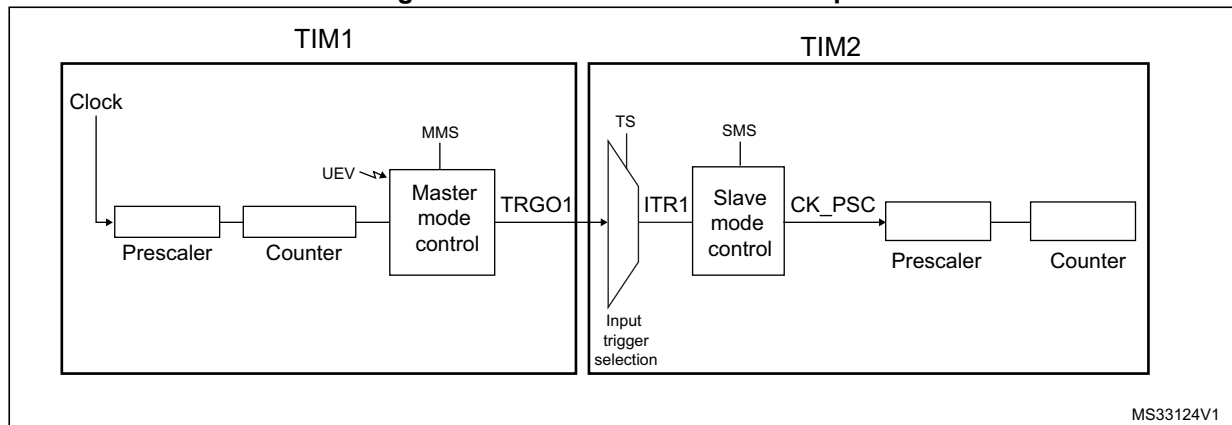 TIM1
TIM2
Clock
MMS
UEV
Master
mode
control
TRGO1
Prescaler
Counter
TS
ITR1
Input
trigger
selection
SMS
Slave
mode
control
CK_PSC
Prescaler
Counter
MS33124V1